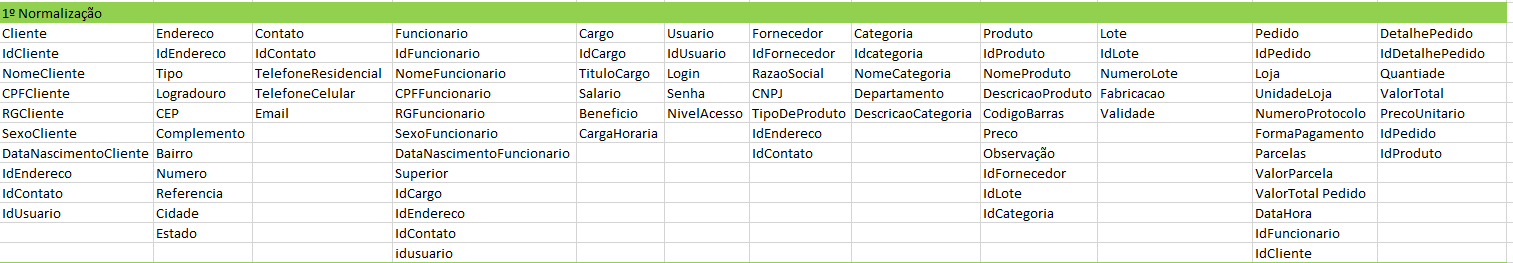 1º Normalização
Cliente Endereco Contato Funcionario Cargo Usuario Fornecedor Categoria Produto Lote Pedido DetalhePedido
IdCliente IdEndereco IdContato IdFuncionario IdCargo IdUsuario IdFornecedor Idcategoria IdProduto IdLote IdPedido IdDetalhePedido
NomeCliente Tipo TelefoneResidencial NomeFuncionario TituloCargo Login RazaoSocial NomeCategoria NomeProduto NumeroLote Loja Quantiade
CPFCliente Logradouro TelefoneCelular CPFFuncionario Salario Senha CNPJ Departamento DescricaoProduto Fabricacao UnidadeLoja ValorTotal
RGCliente CEP Email RGFuncionario Beneficio NivelAcesso TipoDeProduto DescricaoCategoria CodigoBarras Validade NumeroProtocolo PrecoUnitario
SexoCliente Complemento SexoFuncionario CargaHoraria IdEndereco Preco FormaPagamento IdPedido
DataNascimentoCliente Bairro DataNascimentoFuncionario IdContato Observação Parcelas IdProduto
IdEndereco Numero Superior IdFornecedor ValorParcela
IdContato Referencia IdCargo IdLote ValorTotal Pedido
IdUsuario Cidade IdEndereco IdCategoria DataHora
Estado IdContato IdFuncionario
idusuario IdCliente